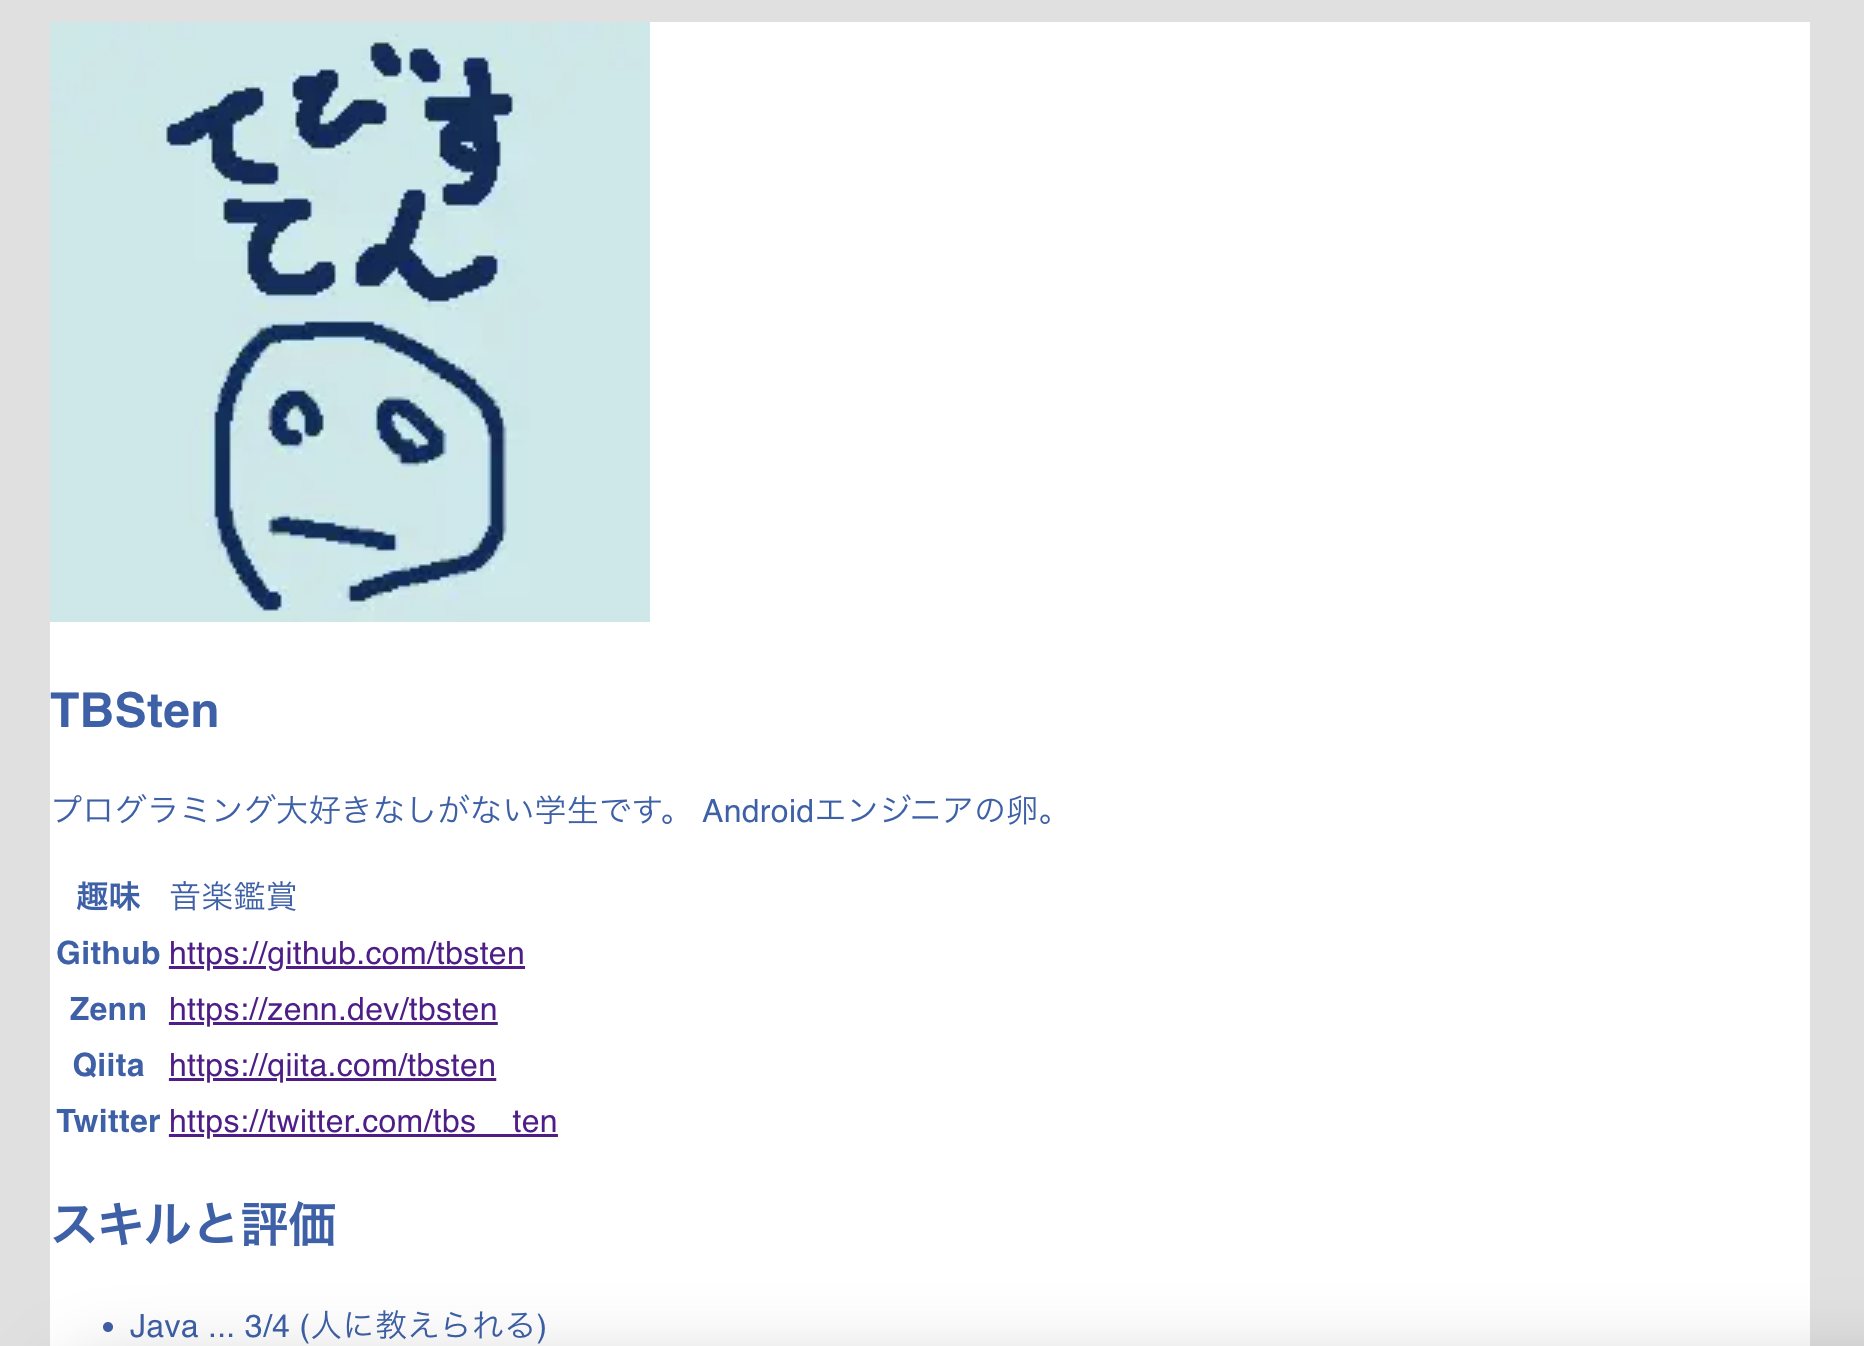 てびす
てん
TBSten
プログラミング大好きなしがない学生です。 Androidエンジニアの卵。
趣味 音楽鑑賞
Github https://github.com/tbsten
Zenn https://zenn.dev/tbsten
Qiita https://qiita.com/tbsten
Twitter https://twitter.com/tbs__ten
スキルと評価
• Java ... 3/4 (人に教えられる)